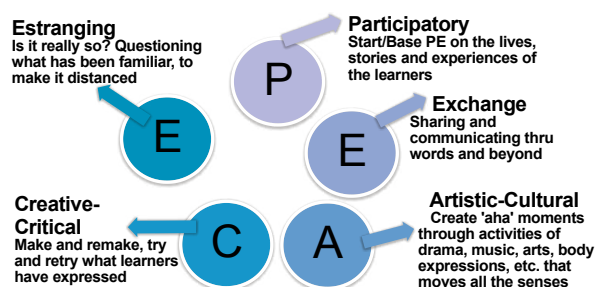 Estranging
Is it really so? Questioning
what has been familiar, to
make it distanced
E
P
Participatory
Start/Base PE on the lives,
stories and experiences of
the learners
E
Exchange
Sharing and
communicating thru
words and beyond
A
Artistic-Cultural
Create 'aha' moments
through activities of
drama, music, arts, body
expressions, etc. that
moves all the senses
C
Creative-
Critical
Make and remake, try
and retry what learners
have expressed